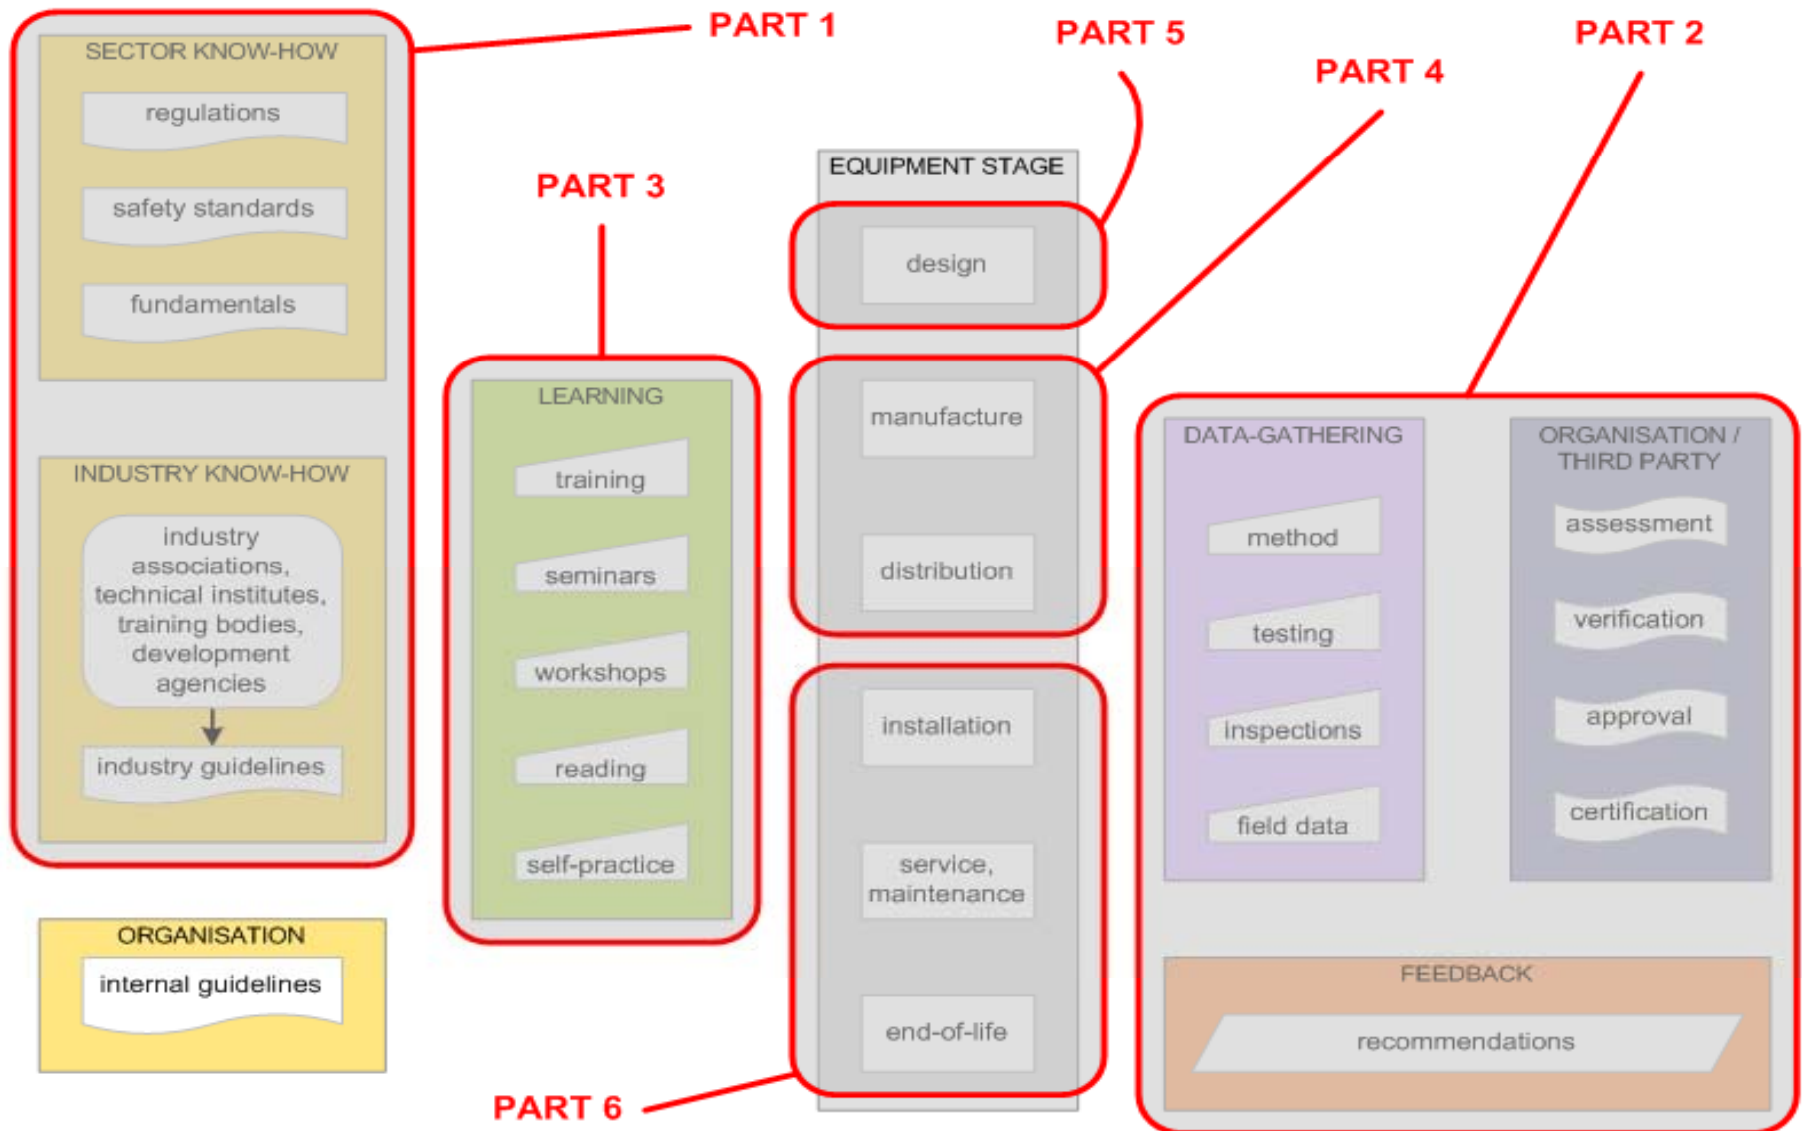 PART 1
SECTOR KNOW-HOW
regulations
safety standards
fundamentals
INDUSTRY KNOW-HOW
industry
associations,
technical institutes,
training bodies,
development
agencies
industry guidelines
ORGANISATION
internal guidelines
PART 3
LEARNING
training
seminars
workshops
reading
self-practice
PART 5
PART 4
EQUIPMENT STAGE
design
manufacture
distribution
installation
service,
maintenance
end-of-life
PART 6
PART 2
DATA-GATHERING
method
testing
inspections
field data
ORGANISATION /
THIRD PARTY
assessment
verification
approval
certification
FEEDBACK
recommendations